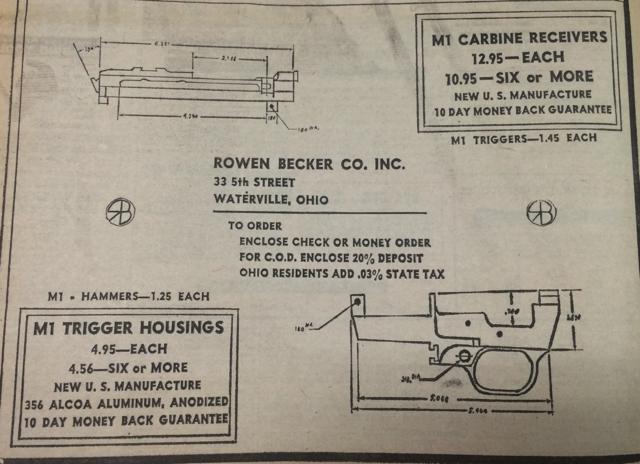 M1 CARBINE RECEIVERS
12.95—EACH
10.95—SIX or MORE
NEW U. S. MANUFACTURE
10 DAY MONEY BACK GUARANTEE
M1 TRIGGERS—1.45 EACH
ROWEN BECKER CO. INC.
33 5th STREET
WATERVILLE, OHIO
TO ORDER
ENCLOSE CHECK OR MONEY ORDER
FOR C.O.D. ENCLOSE 20% DEPOSIT
OHIO RESIDENTS ADD .03% STATE TAX
M1 - HAMMERS—1.25 EACH
M1 TRIGGER HOUSINGS
4.95—EACH
4.56—SIX or MORE
NEW U. S. MANUFACTURE
356 ALCOA ALUMINUM, ANODIZED
10 DAY MONEY BACK GUARANTEE